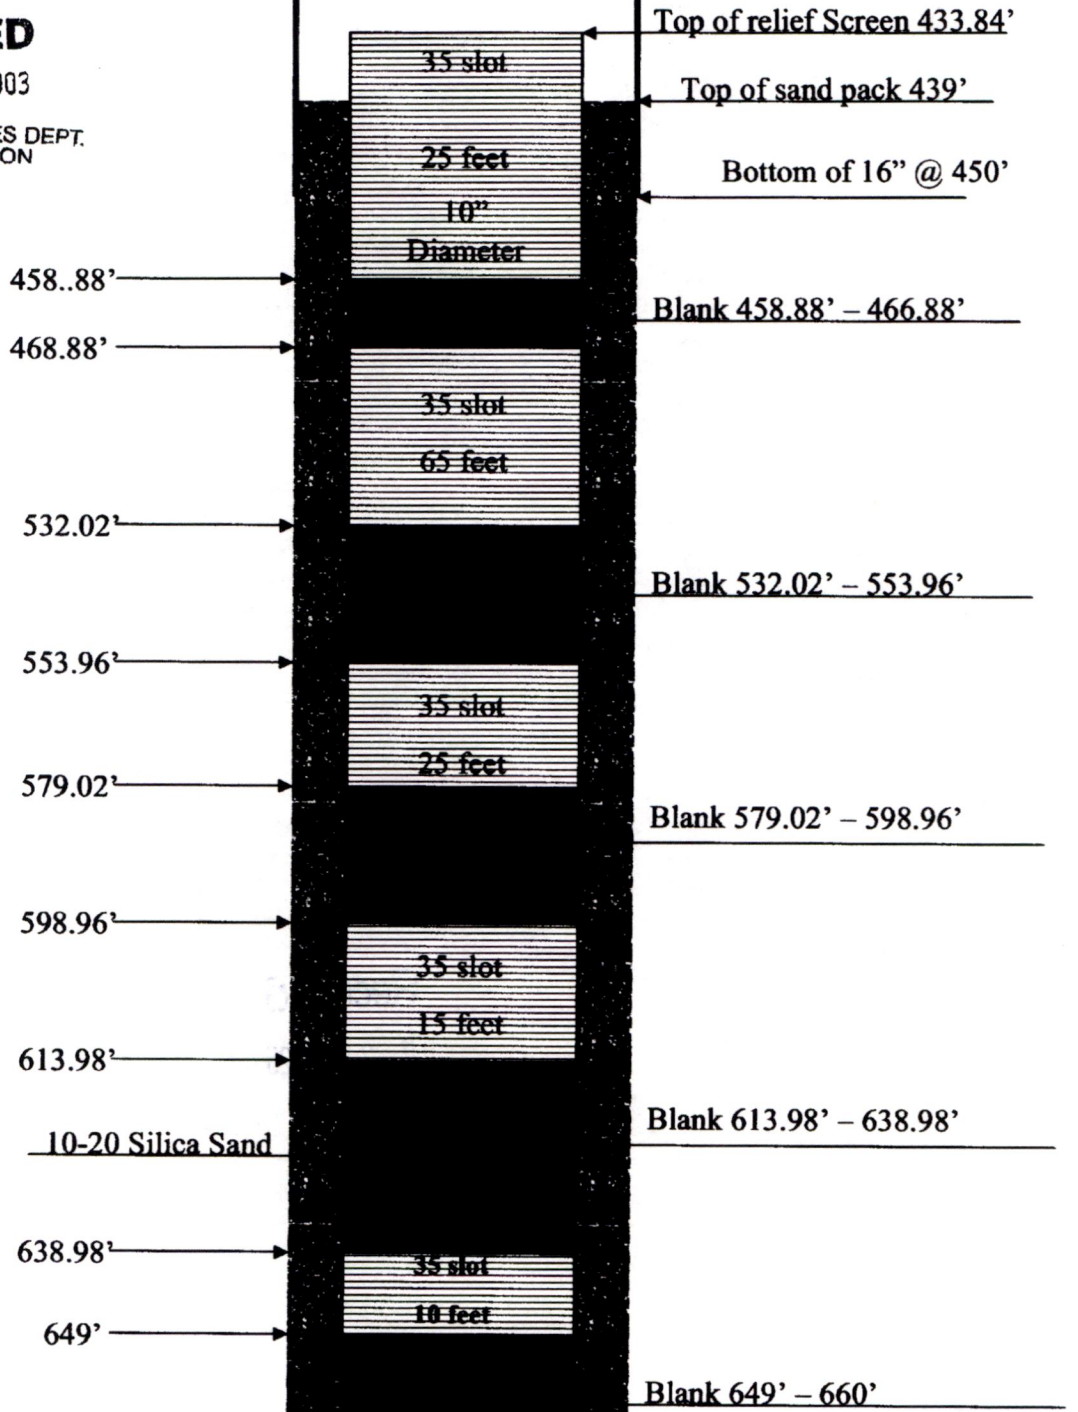 ED
003
ES DEPT.
ON
Top of relief Screen 433.84’
35 slot
Top of sand pack 439’
25 feet
Bottom of 16” @ 450’
10”
Diameter
458..88’
Blank 458.88’ – 466.88’
468.88’
35 slot
65 feet
532.02’
Blank 532.02’ – 553.96’
553.96’
35 slot
25 feet
579.02’
Blank 579.02’ – 598.96’
598.96’
35 slot
15 feet
613.98’
Blank 613.98’ – 638.98’
10-20 Silica Sand
638.98’
35 slot
10 feet
649’
Blank 649’ – 660’